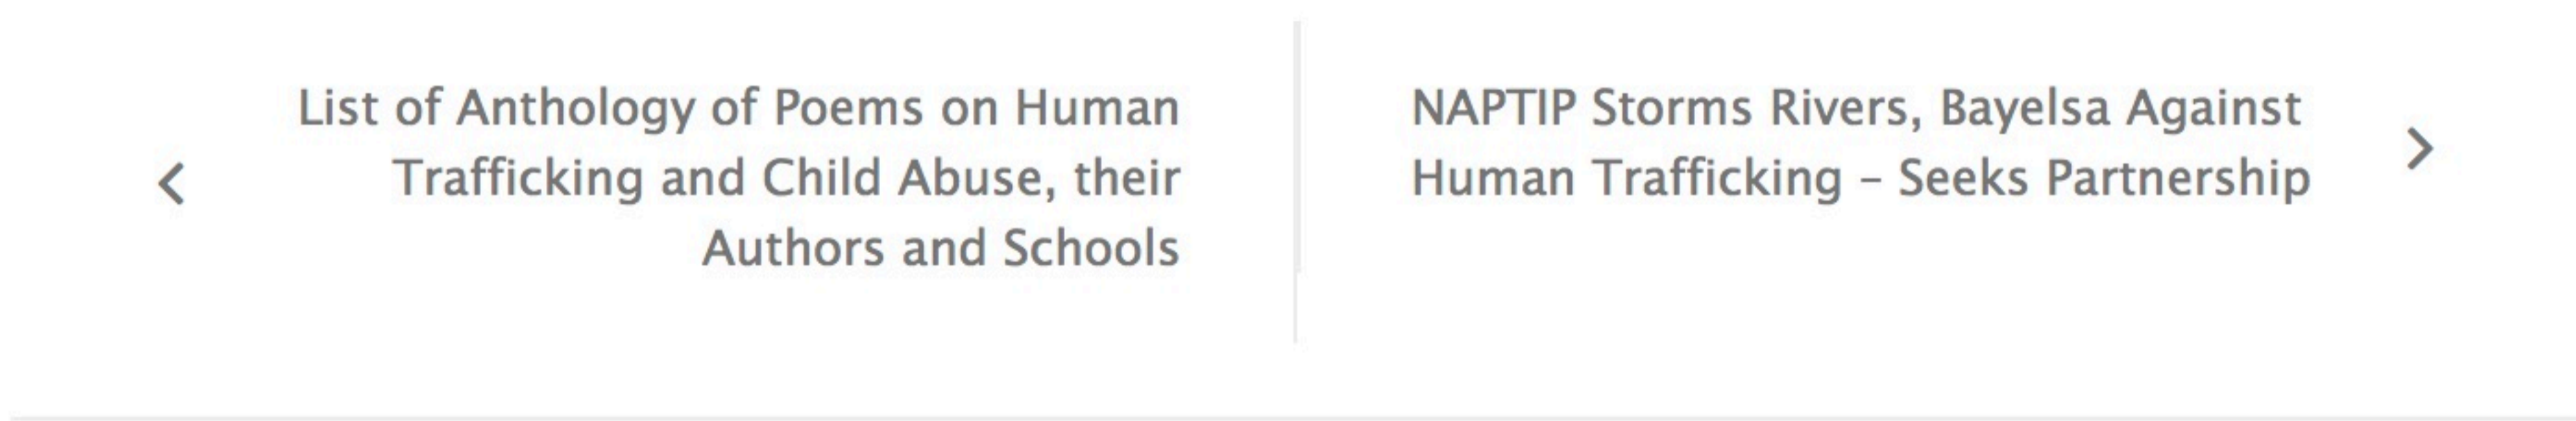 List of Anthology of Poems on Human
Trafficking and Child Abuse, their
Authors and Schools
NAPTIP Storms Rivers, Bayelsa Against
Human Trafficking – Seeks Partnership